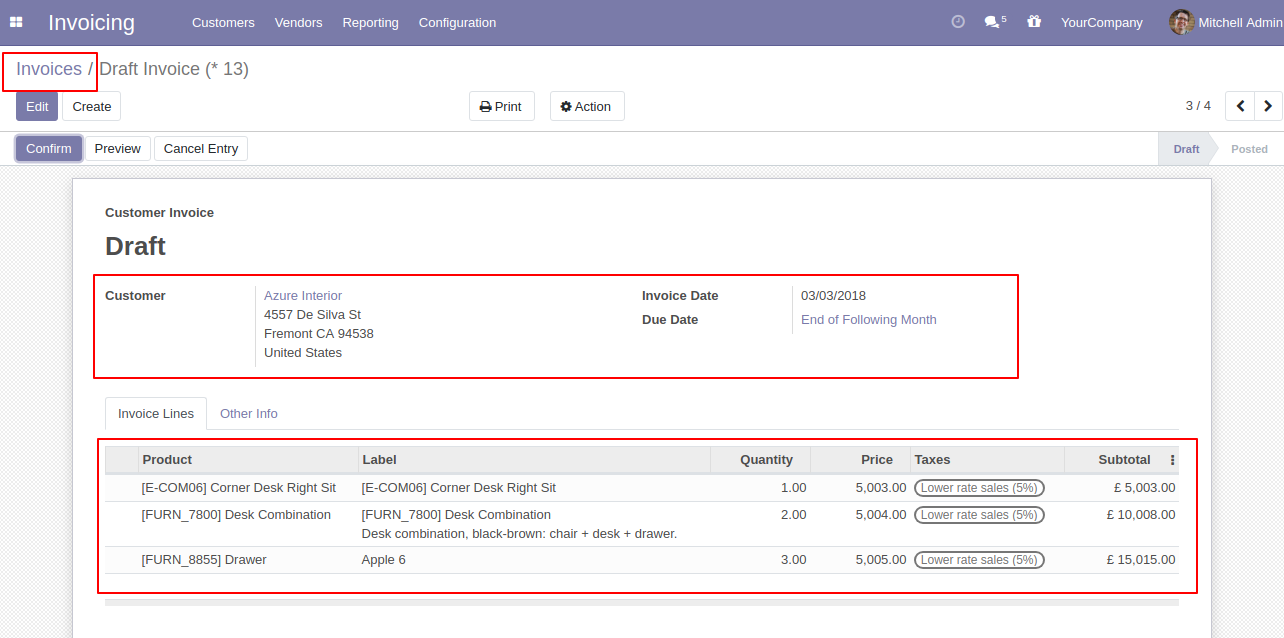 Invoicing Customers Vendors Reporting Configuration 5 YourCompany Mitchell Admin
Invoices / Draft Invoice (* 13)
Edit Create Print Action 3 / 4
Confirm Preview Cancel Entry Draft Posted
Customer Invoice
Draft
Customer Azure Interior Invoice Date 03/03/2018
4557 De Silva St
Due Date End of Following Month
Fremont CA 94538
United States
Invoice Lines Other Info
Product Label Quantity Price Taxes Subtotal
[E-COM06] Corner Desk Right Sit [E-COM06] Corner Desk Right Sit 1.00 5,003.00 Lower rate sales (5%) £ 5,003.00
[FURN_7800] Desk Combination [FURN_7800] Desk Combination 2.00 5,004.00 Lower rate sales (5%) £ 10,008.00
Desk combination, black-brown: chair + desk + drawer.
[FURN_8855] Drawer Apple 6 3.00 5,005.00 Lower rate sales (5%) £ 15,015.00